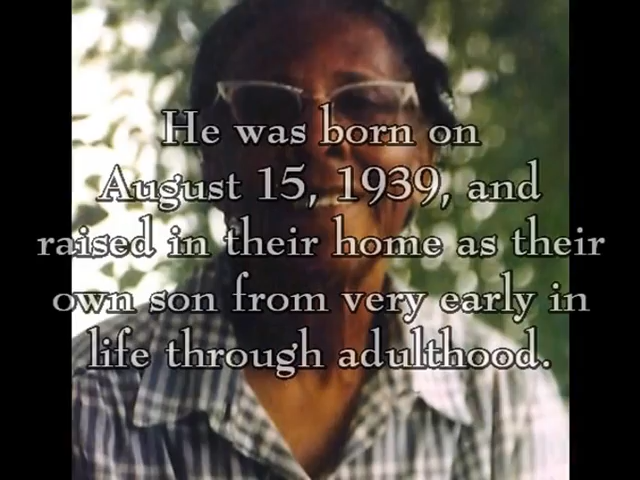 He was born on
August 15, 1939, and
raised in their home as their
own son from very early in
life through adulthood.